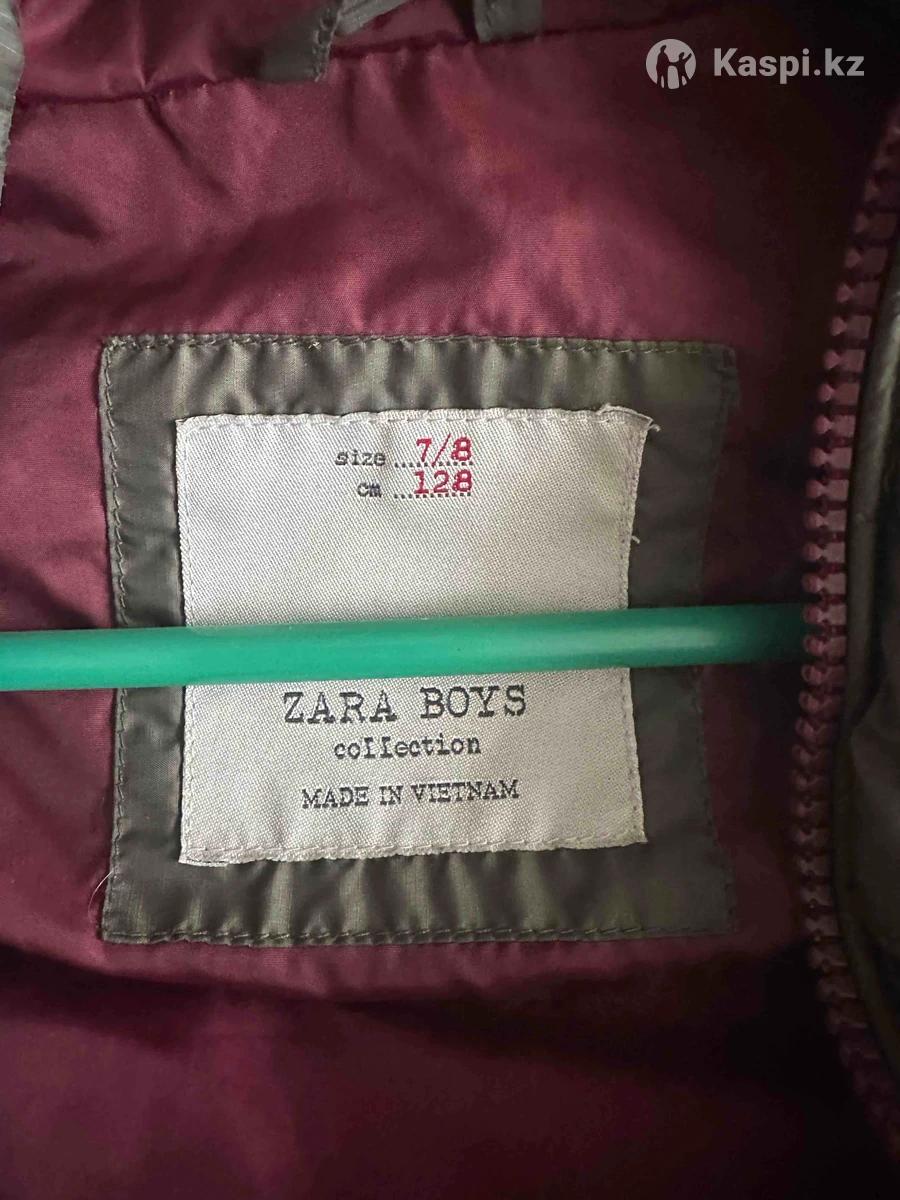 Kaspi.kz
size 7/8
cm 128
ZARA BOYS
collection
MADE IN VIETNAM